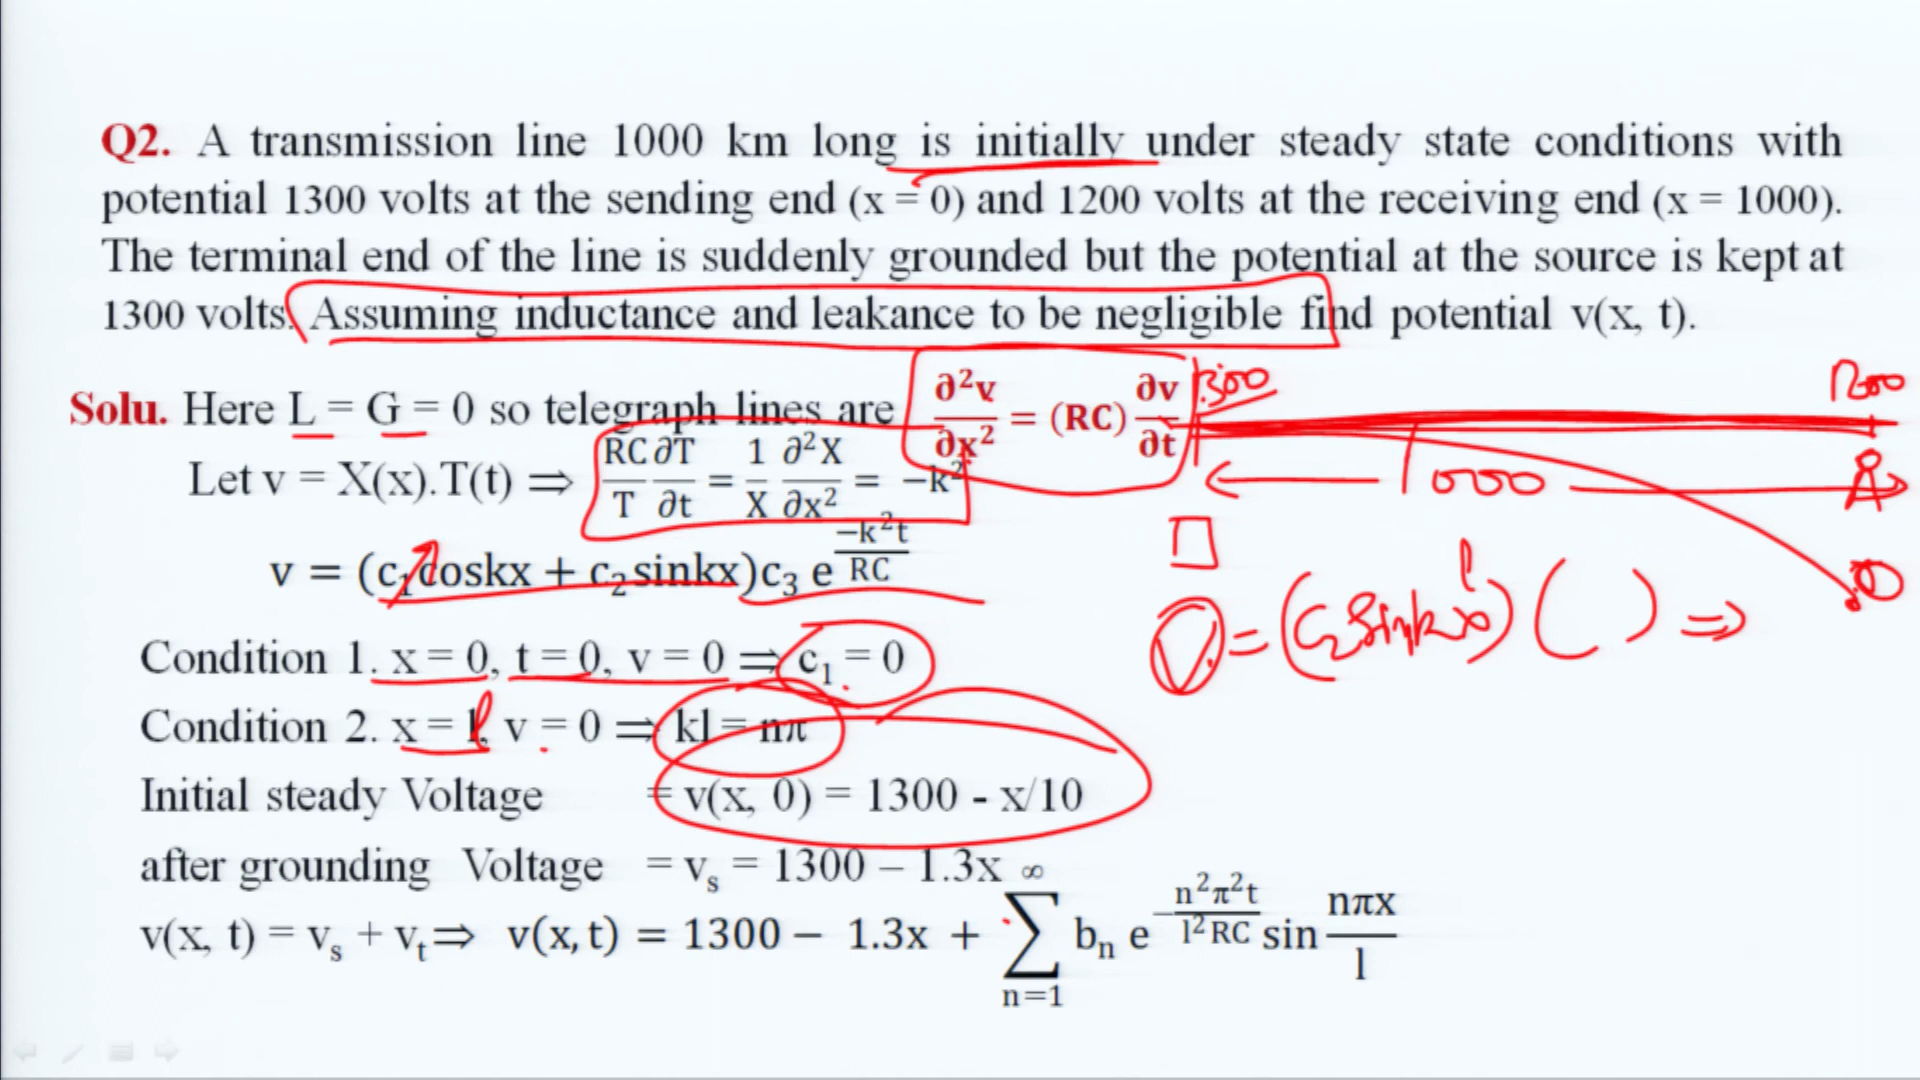 Q2. A transmission line 1000 km long is initially under steady state conditions with
potential 1300 volts at the sending end (x = 0) and 1200 volts at the receiving end (x = 1000).
The terminal end of the line is suddenly grounded but the potential at the source is kept at
1300 volts. Assuming inductance and leakance to be negligible find potential v(x, t).
Solu. Here L = G = 0 so telegraph lines are ∂²v/∂x² = (RC) ∂v/∂t
1300 1200
Let v = X(x).T(t) ⇒ RC/T ∂T/∂t = 1/X ∂²X/∂x² = −k²
1000
v = (c₁coskx + c₂sinkx)c₃ e^(−k²t/RC)
0
0 = (c₂ sinkx l) ( ) ⇒
Condition 1. x = 0, t = 0, v = 0 ⇒ c₁ = 0
Condition 2. x = l, v = 0 ⇒ kl = nπ
Initial steady Voltage = v(x, 0) = 1300 - x/10
after grounding Voltage = vₛ = 1300 – 1.3x
v(x, t) = vₛ + vₜ ⇒ v(x, t) = 1300 − 1.3x + ∑_{n=1}^{∞} bₙ e^(−n²π²t/l²RC) sin nπx/l